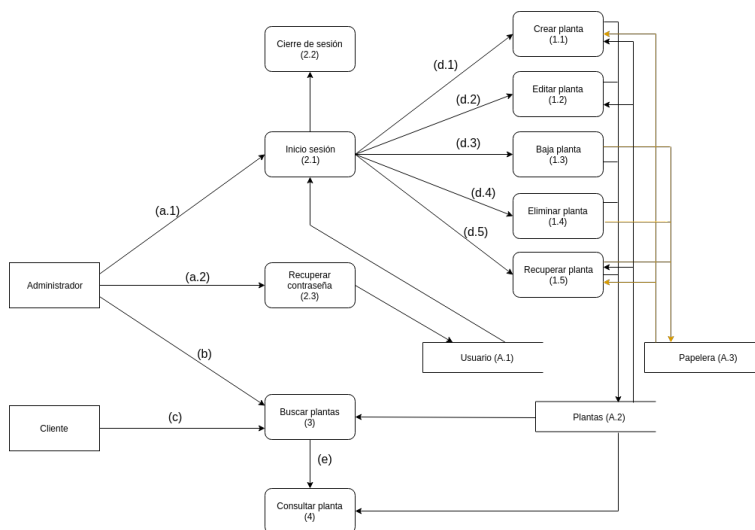 Crear planta
(1.1)
Cierre de sesión
(2.2)
(d.1)
Editar planta
(1.2)
(d.2)
Inicio sesión
(2.1)
(d.3)
Baja planta
(1.3)
(d.4)
Eliminar planta
(1.4)
(a.1)
(d.5)
Recuperar planta
(1.5)
Administrador
(a.2)
Recuperar
contraseña
(2.3)
(b)
Usuario (A.1)
Papelera (A.3)
Cliente
(c)
Buscar plantas
(3)
Plantas (A.2)
(e)
Consultar planta
(4)